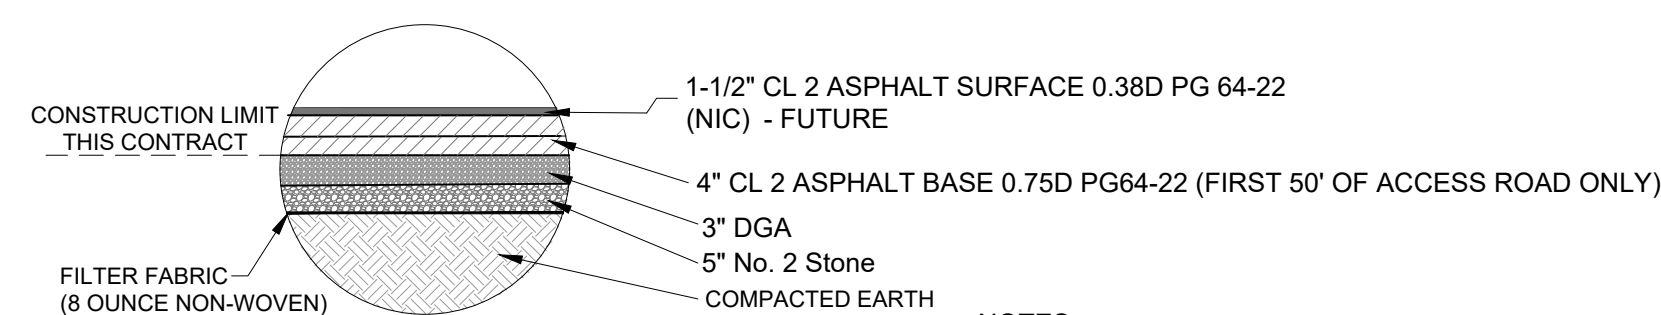 1-1/2" CL 2 ASPHALT SURFACE 0.38D PG 64-22
(NIC) - FUTURE
CONSTRUCTION LIMIT
THIS CONTRACT
4" CL 2 ASPHALT BASE 0.75D PG64-22 (FIRST 50' OF ACCESS ROAD ONLY)
3" DGA
5" No. 2 Stone
COMPACTED EARTH
FILTER FABRIC
(8 OUNCE NON-WOVEN)
NOTES